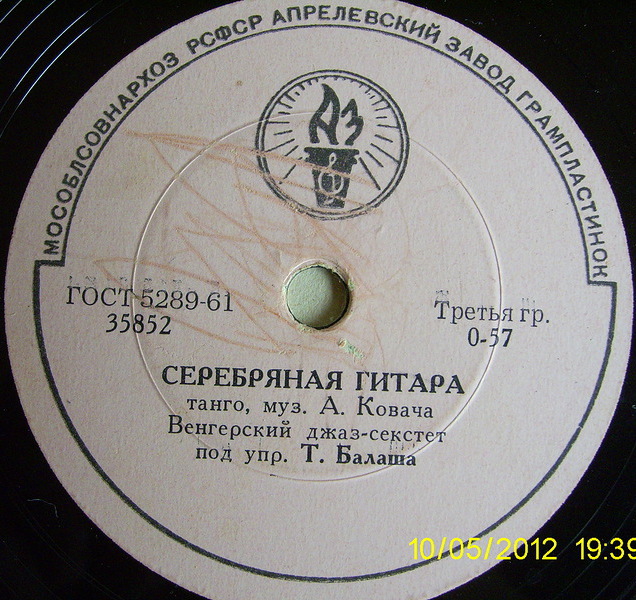 МОСОБЛСОВНАРХОЗ РСФСР АПРЕЛЕВСКИЙ ЗАВОД ГРАМПЛАСТИНОК
АЗ
ГОСТ 5289-61
35852
Третья гр.
0-57
СЕРЕБРЯНАЯ ГИТАРА
танго, муз. А. Ковача
Венгерский джаз-секстет
под упр. Т. Балаша
10/05/2012 19:39